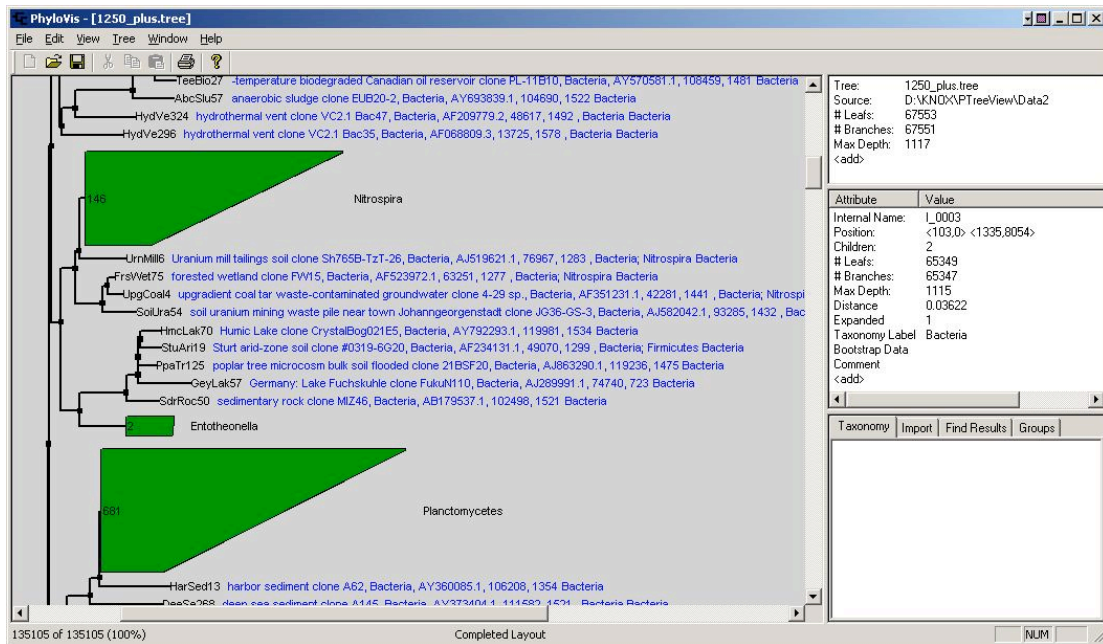 PhyloVis - [1250_plus.tree]
File Edit View Tree Window Help
TeeBio27 -temperature biodegraded Canadian oil reservoir clone PL-11B10, Bacteria, AY570581.1, 108459, 1481 Bacteria
AbcSlu57 anaerobic sludge clone EUB20-2, Bacteria, AY693839.1, 104690, 1522 Bacteria
HydVe324 hydrothermal vent clone VC2.1 Bac47, Bacteria, AF209779.2, 48617, 1492 , Bacteria Bacteria
HydVe296 hydrothermal vent clone VC2.1 Bac35, Bacteria, AF068809.3, 13725, 1578 , Bacteria Bacteria
146
Nitrospira
UrnMill6 Uranium mill tailings soil clone Sh765B-TzT-26, Bacteria, AJ519621.1, 76967, 1283 , Bacteria; Nitrospira Bacteria
FrsWet75 forested wetland clone FW15, Bacteria, AF523972.1, 63251, 1277 , Bacteria; Nitrospira Bacteria
UpgCoal4 upgradient coal tar waste-contaminated groundwater clone 4-29 sp., Bacteria, AF351231.1, 42281, 1441 , Bacteria; Nitrospi
SoilUra54 soil uranium mining waste pile near town Johanngeorgenstadt clone JG36-GS-3, Bacteria, AJ582042.1, 93285, 1432 , Bac
HmcLak70 Humic Lake clone CrystalBog021E5, Bacteria, AY792293.1, 119981, 1534 Bacteria
StuAri19 Sturt arid-zone soil clone #0319-6G20, Bacteria, AF234131.1, 49070, 1299 , Bacteria; Firmicutes Bacteria
PpaTr125 poplar tree microcosm bulk soil flooded clone 21BSF20, Bacteria, AJ863290.1, 119236, 1475 Bacteria
GeyLak57 Germany: Lake Fuchskuhle clone FukuN110, Bacteria, AJ289991.1, 74740, 723 Bacteria
SdrRoc50 sedimentary rock clone MIZ46, Bacteria, AB179537.1, 102498, 1521 Bacteria
2
Entotheonella
681
Planctomycetes
HarSed13 harbor sediment clone A62, Bacteria, AY360085.1, 106208, 1354 Bacteria
DeeSe268 deep sea sediment clone A145, Bacteria, AY373404.1, 111582, 1521 , Bacteria Bacteria
Tree: 1250_plus.tree
Source: D:\KNOX\PTreeView\Data2
# Leafs: 67553
# Branches: 67551
Max Depth: 1117
<add>
Attribute Value
Internal Name: I_0003
Position: <103,0> <1335,8054>
Children: 2
# Leafs: 65349
# Branches: 65347
Max Depth: 1115
Distance 0.03622
Expanded 1
Taxonomy Label Bacteria
Bootstrap Data
Comment
<add>
Taxonomy Import Find Results Groups
135105 of 135105 (100%) Completed Layout NUM